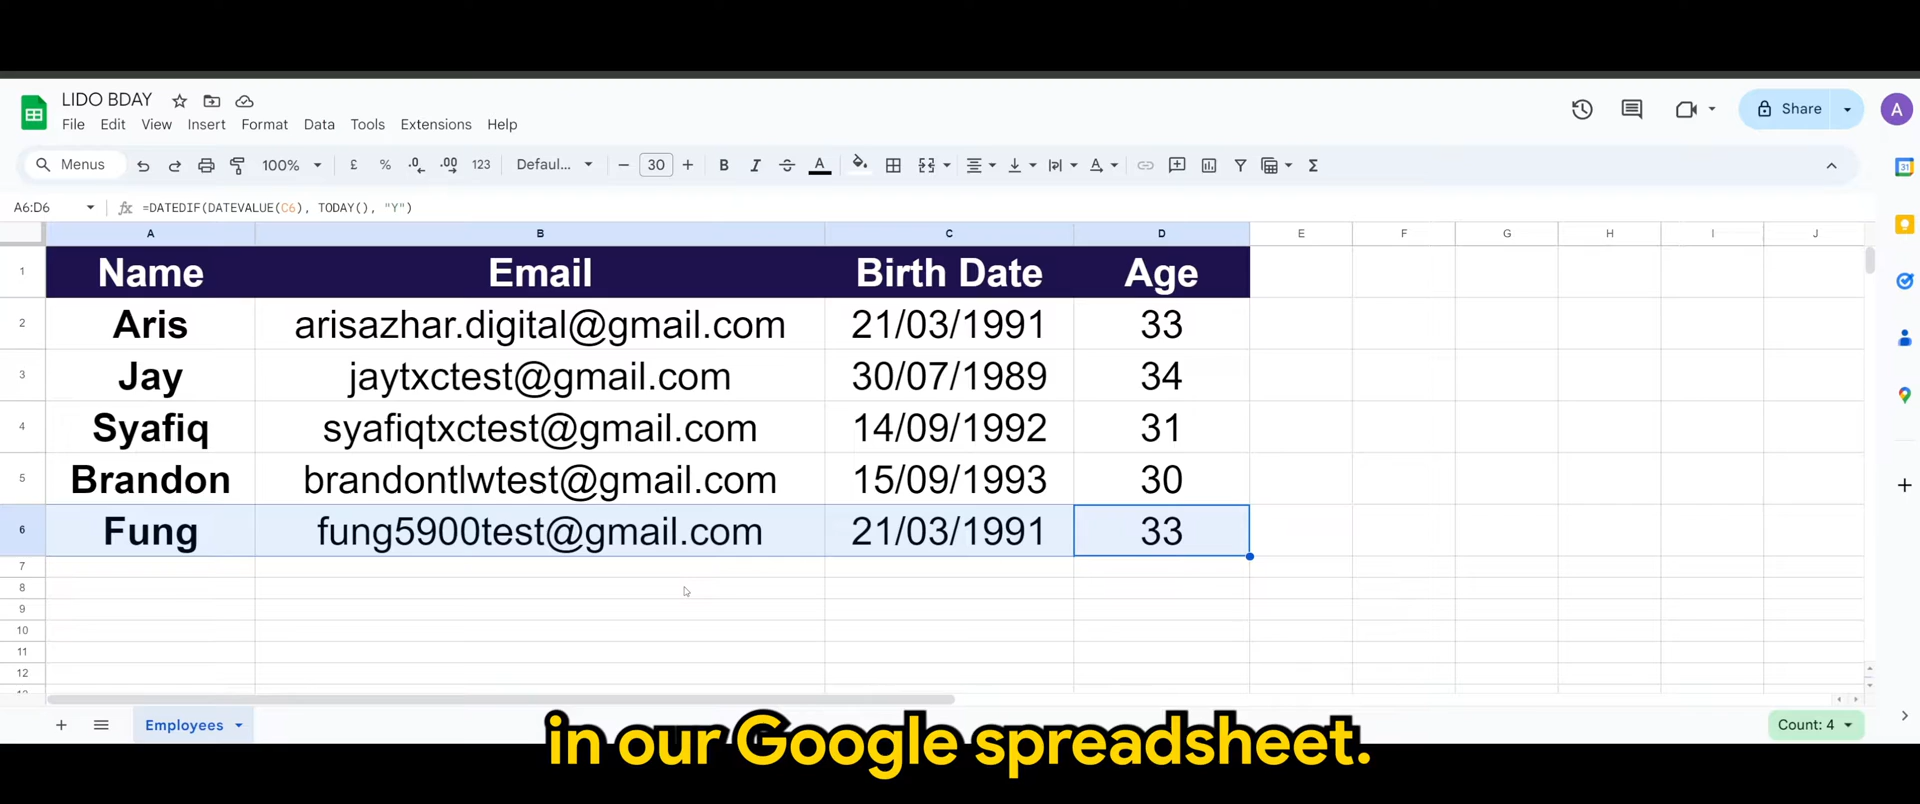 LIDO BDAY
File Edit View Insert Format Data Tools Extensions Help
Share
A
Menus 100% £ % .0 .00 123 Defaul... 30 B I A Σ
31
A6:D6 fx =DATEDIF(DATEVALUE(C6), TODAY(), "Y")
A B C D E F G H I J
1 Name Email Birth Date Age
2 Aris arisazhar.digital@gmail.com 21/03/1991 33
3 Jay jaytxctest@gmail.com 30/07/1989 34
4 Syafiq syafiqtxctest@gmail.com 14/09/1992 31
5 Brandon brandontlwtest@gmail.com 15/09/1993 30
6 Fung fung5900test@gmail.com 21/03/1991 33
7
8
9
10
11
12
Employees
Count: 4
in our Google spreadsheet.